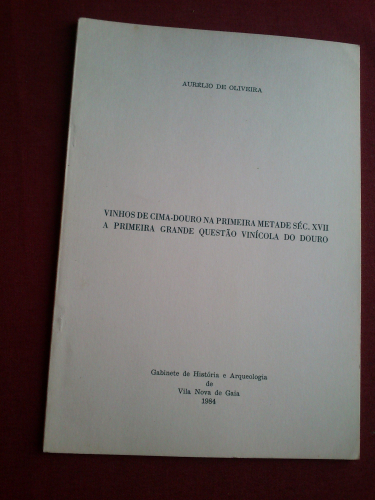 AURELIO DE OLIVEIRA
VINHOS DE CIMA-DOURO NA PRIMEIRA METADE SÉC. XVII
A PRIMEIRA GRANDE QUESTÃO VINÍCOLA DO DOURO
Gabinete de História e Arqueologia
de
Vila Nova de Gaia
1984